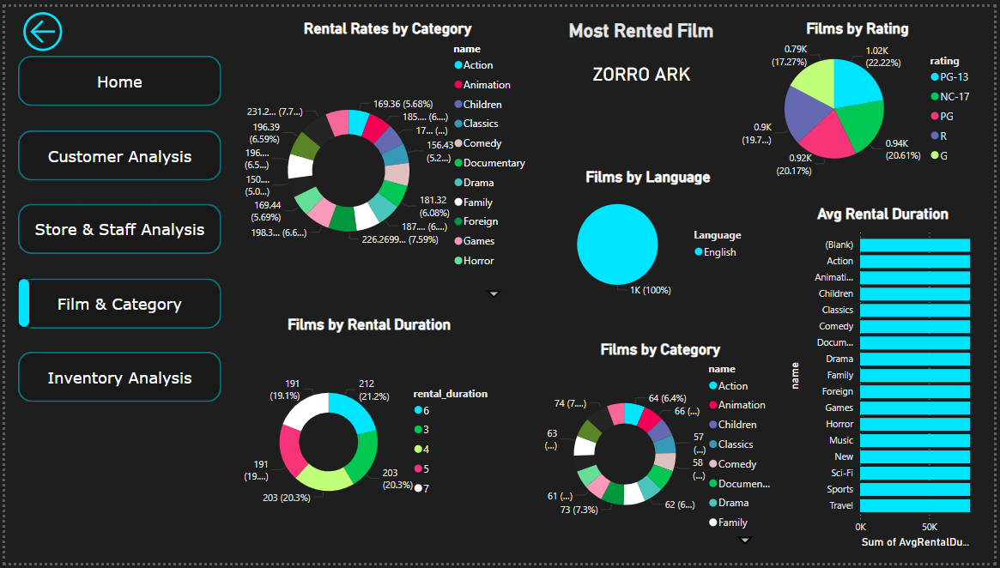 Home
Customer Analysis
Store & Staff Analysis
Film & Category
Inventory Analysis
Rental Rates by Category
name
Action
Animation
Children
Classics
Comedy
Documentary
Drama
Family
Foreign
Games
Horror
169.36 (5.68%)
185.... (6....)
17... (...)
156.43
(5.2...)
181.32
(6.08%)
187.... (6....)
226.2699... (7.59%)
198.3... (6.6...)
169.44
(5.69%)
150....
(5.0...)
196....
(6.5...)
196.39
(6.59%)
231.2... (7.7...)
Films by Rental Duration
rental_duration
6
3
4
5
7
212
(21.2%)
203
(20.3%)
203 (20.3%)
191
(19....)
191
(19.1%)
Most Rented Film
ZORRO ARK
Films by Language
Language
English
1K (100%)
Films by Category
name
Action
Animation
Children
Classics
Comedy
Documen...
Drama
Family
64 (6.4%)
66 (...)
57
(...)
58
(...)
62 (6...)
73 (7.3%)
61 (...)
63
(...)
74 (7....)
Films by Rating
rating
PG-13
NC-17
PG
R
G
1.02K
(22.22%)
0.94K
(20.61%)
0.92K
(20.17%)
0.9K
(19.7...)
0.79K
(17.27%)
Avg Rental Duration
name
(Blank)
Action
Animati...
Children
Classics
Comedy
Docum...
Drama
Family
Foreign
Games
Horror
Music
New
Sci-Fi
Sports
Travel
0K
50K
Sum of AvgRentalDu...